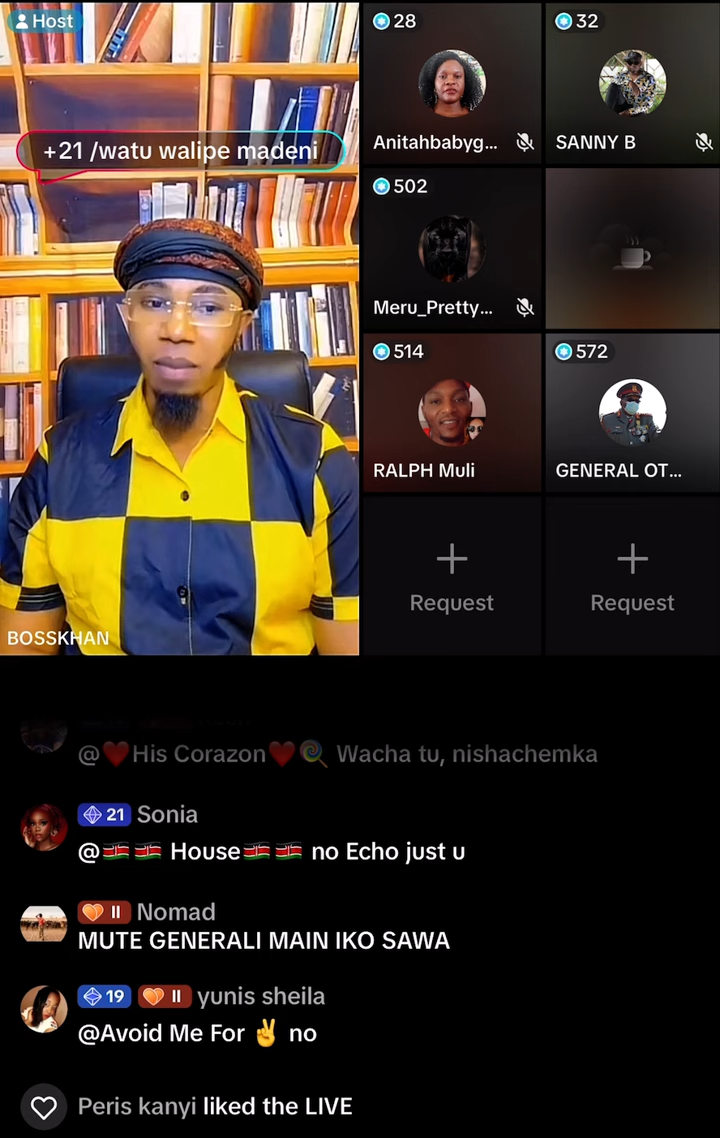 Host
+21 /watu walipe madeni
BOSSKHAN
28
Anitahbabyg...
32
SANNY B
502
Meru_Pretty...
514
RALPH Muli
572
GENERAL OT...
Request
Request
@❤️His Corazon❤️🍭 Wacha tu, nishachemka
21 Sonia
@🇰🇪🇰🇪 House🇰🇪🇰🇪 no Echo just u
II Nomad
MUTE GENERALI MAIN IKO SAWA
19 II yunis sheila
@Avoid Me For ✌️ no
Peris kanyi liked the LIVE